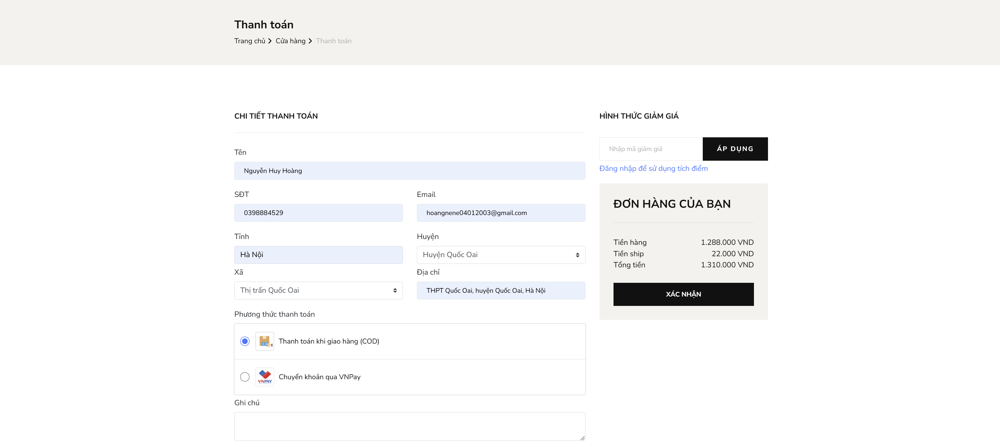 Thanh toán
Trang chủ > Cửa hàng > Thanh toán
CHI TIẾT THANH TOÁN
Tên
Nguyễn Huy Hoàng
SĐT
Email
0398884529
hoangnene04012003@gmail.com
Tỉnh
Huyện
Hà Nội
Huyện Quốc Oai
Xã
Địa chỉ
Thị trấn Quốc Oai
THPT Quốc Oai, huyện Quốc Oai, Hà Nội
Phương thức thanh toán
Thanh toán khi giao hàng (COD)
VNPAY
Chuyển khoản qua VNPay
Ghi chú
HÌNH THỨC GIẢM GIÁ
Nhập mã giảm giá
ÁP DỤNG
Đăng nhập để sử dụng tích điểm
ĐƠN HÀNG CỦA BẠN
Tiền hàng 1.288.000 VND
Tiền ship 22.000 VND
Tổng tiền 1.310.000 VND
XÁC NHẬN